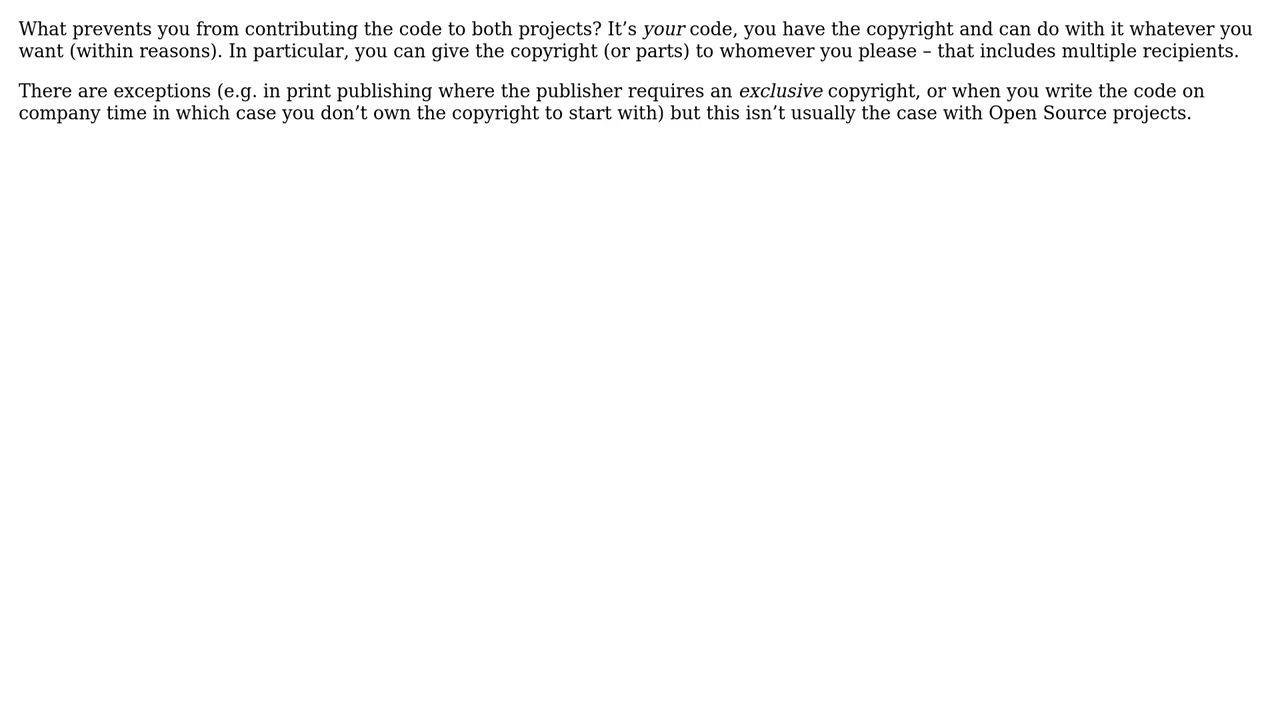 What prevents you from contributing the code to both projects? It’s your code, you have the copyright and can do with it whatever you
want (within reasons). In particular, you can give the copyright (or parts) to whomever you please – that includes multiple recipients.
There are exceptions (e.g. in print publishing where the publisher requires an exclusive copyright, or when you write the code on
company time in which case you don’t own the copyright to start with) but this isn’t usually the case with Open Source projects.